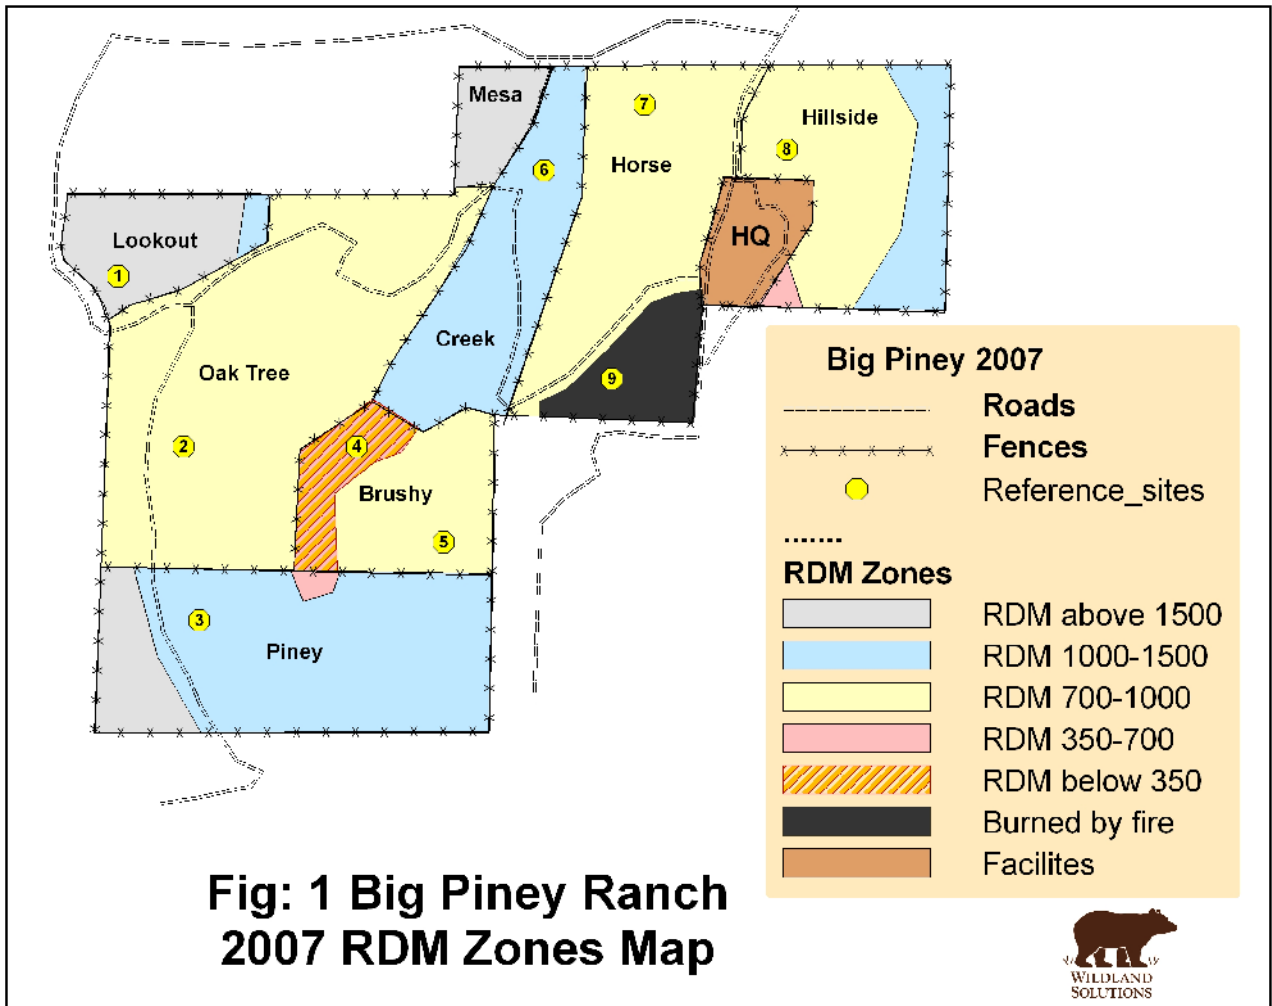 Mesa
7
Hillside
6
8
Horse
Lookout
HQ
1
Creek
Oak Tree
9
2
4
Brushy
5
3
Piney
Big Piney 2007
Roads
Fences
Reference_sites
.......
RDM Zones
RDM above 1500
RDM 1000-1500
RDM 700-1000
RDM 350-700
RDM below 350
Burned by fire
Facilites
Fig: 1 Big Piney Ranch
2007 RDM Zones Map
WILDLAND
SOLUTIONS